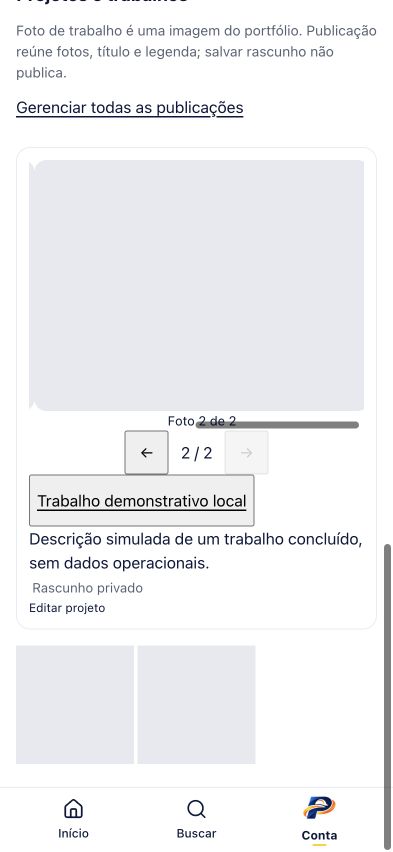 Foto de trabalho é uma imagem do portfólio. Publicação
reúne fotos, título e legenda; salvar rascunho não
publica.
Gerenciar todas as publicações
Foto 2 de 2
← 2 / 2 →
Trabalho demonstrativo local
Descrição simulada de um trabalho concluído,
sem dados operacionais.
Rascunho privado
Editar projeto
Início Buscar Conta